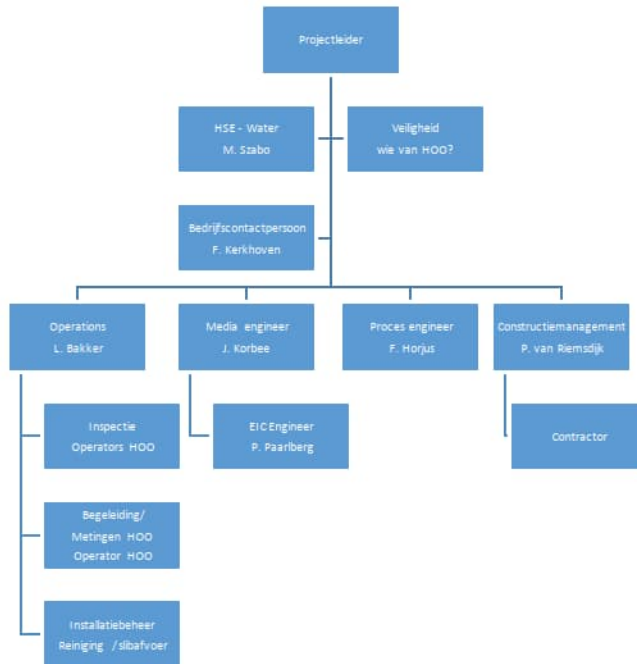 Projectleider
HSE - Water
M. Szabo
Veiligheid
wie van HOO?
Bedrijfscontactpersoon
F. Kerkhoven
Operations
L. Bakker
Media engineer
J. Korbee
Proces engineer
F. Horjus
Constructiemanagement
P. van Riemsdijk
Inspectie
Operators HOO
EIC Engineer
P. Paarlberg
Contractor
Begeleiding/
Metingen HOO
Operator HOO
Installatiebeheer
Reiniging /slibafvoer